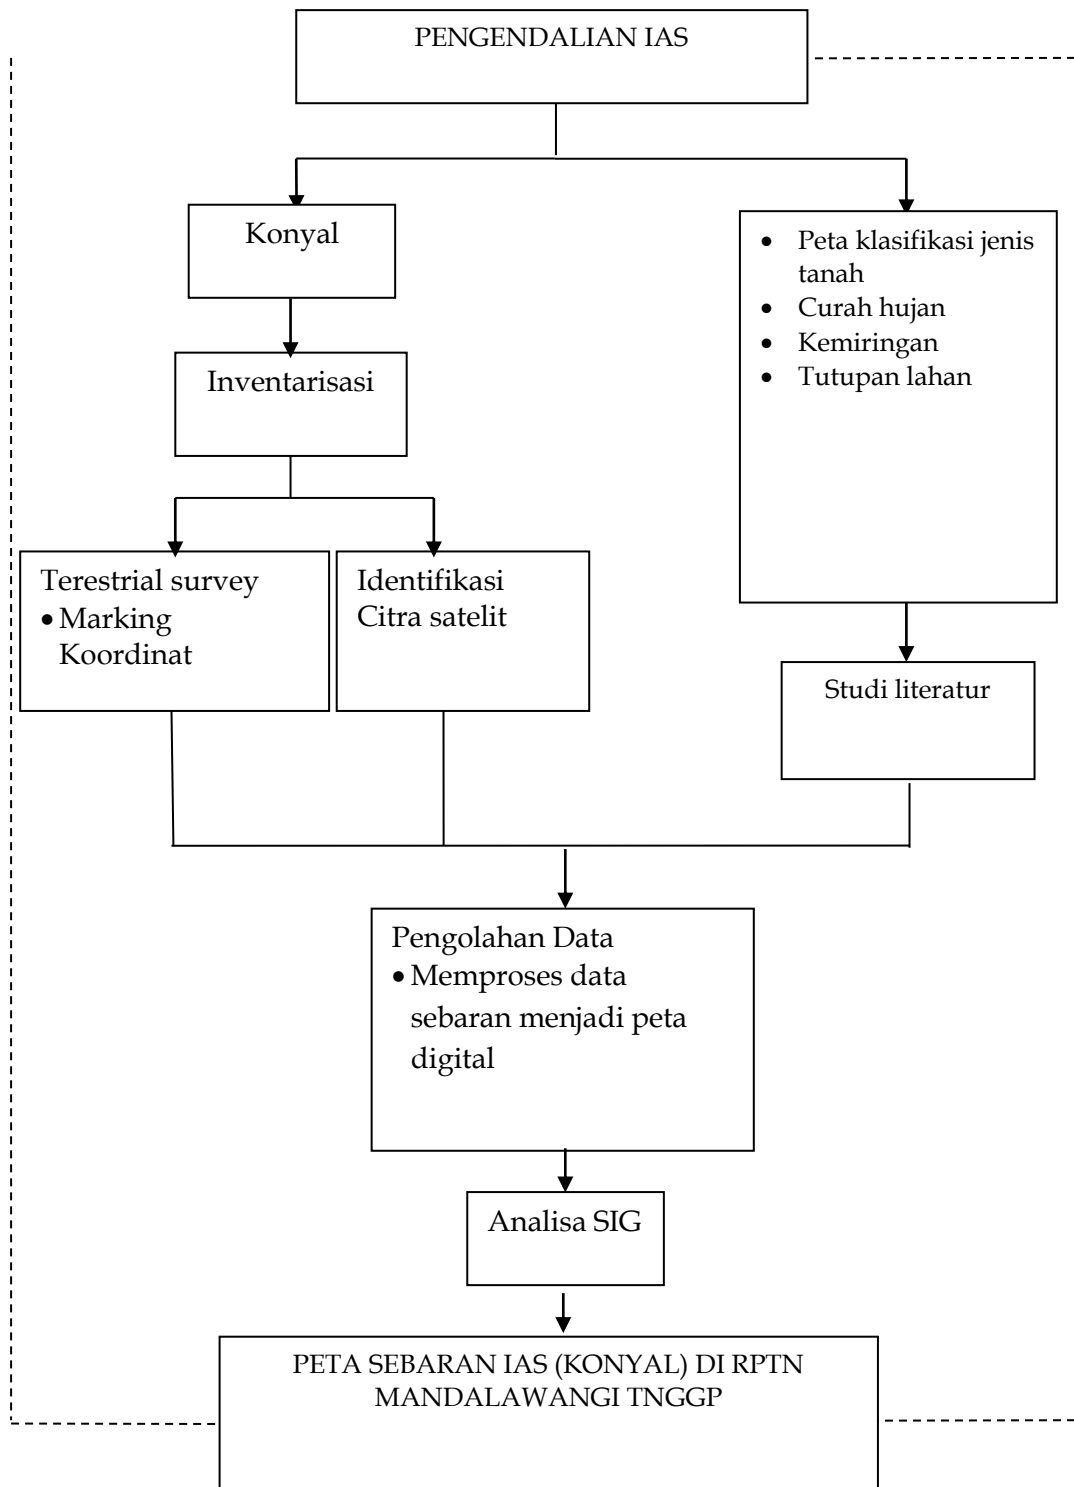 PENGENDALIAN IAS
Konyal
• Peta klasifikasi jenis
tanah
• Curah hujan
• Kemiringan
• Tutupan lahan
Inventarisasi
Terestrial survey
• Marking
Koordinat
Identifikasi
Citra satelit
Studi literatur
Pengolahan Data
• Memproses data
sebaran menjadi peta
digital
Analisa SIG
PETA SEBARAN IAS (KONYAL) DI RPTN
MANDALAWANGI TNGGP